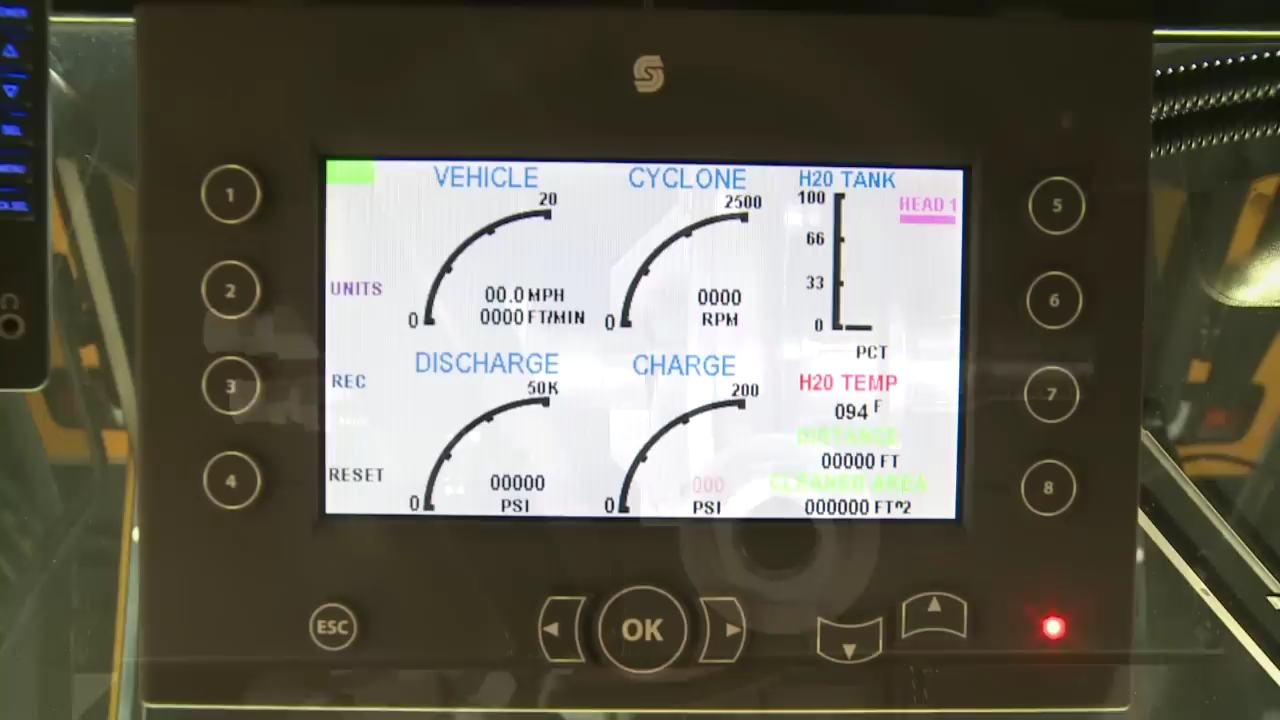 1
2
3
4
VEHICLE
20
0
00.0 MPH
0000 FT/MIN
CYCLONE
2500
0
0000
RPM
H20 TANK
100
66
33
0
PCT
HEAD 1
UNITS
REC
RESET
DISCHARGE
50K
0
00000
PSI
CHARGE
200
0
000
PSI
H20 TEMP
094 F
DISTANCE
00000 FT
CLEANED AREA
000000 FT^2
5
6
7
8
ESC
OK